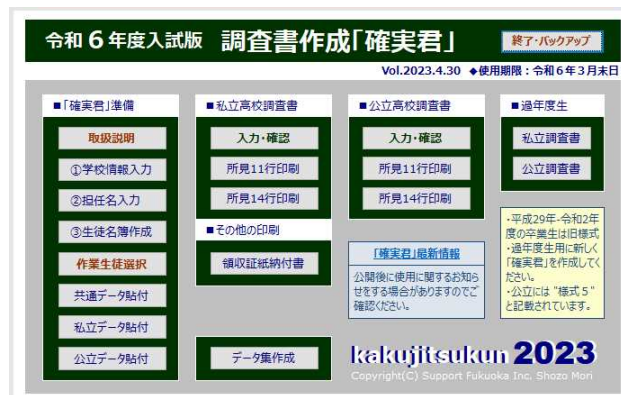 令和6年度入試版 調査書作成「確実君」 終了・バックアップ
Vol.2023.4.30 ◆使用期限:令和6年3月末日
■「確実君」準備
取扱説明
①学校情報入力
②担任名入力
③生徒名簿作成
作業生徒選択
共通データ貼付
私立データ貼付
公立データ貼付
■私立高校調査書
入力・確認
所見11行印刷
所見14行印刷
■その他の印刷
領収証紙納付書
データ集作成
■公立高校調査書
入力・確認
所見11行印刷
所見14行印刷
「確実君」最新情報
公開後に使用に関するお知ら
せをする場合がありますのでご
確認ください。
■過年度生
私立調査書
公立調査書
・平成29年-令和2年
度の卒業生は旧様式
・過年度生用に新しく
「確実君」を作成してく
ださい。
・公立には "様式5"
と記載されています。
kakujitsukun 2023
Copyright(C) Support Fukuoka Inc. Shozo Mori